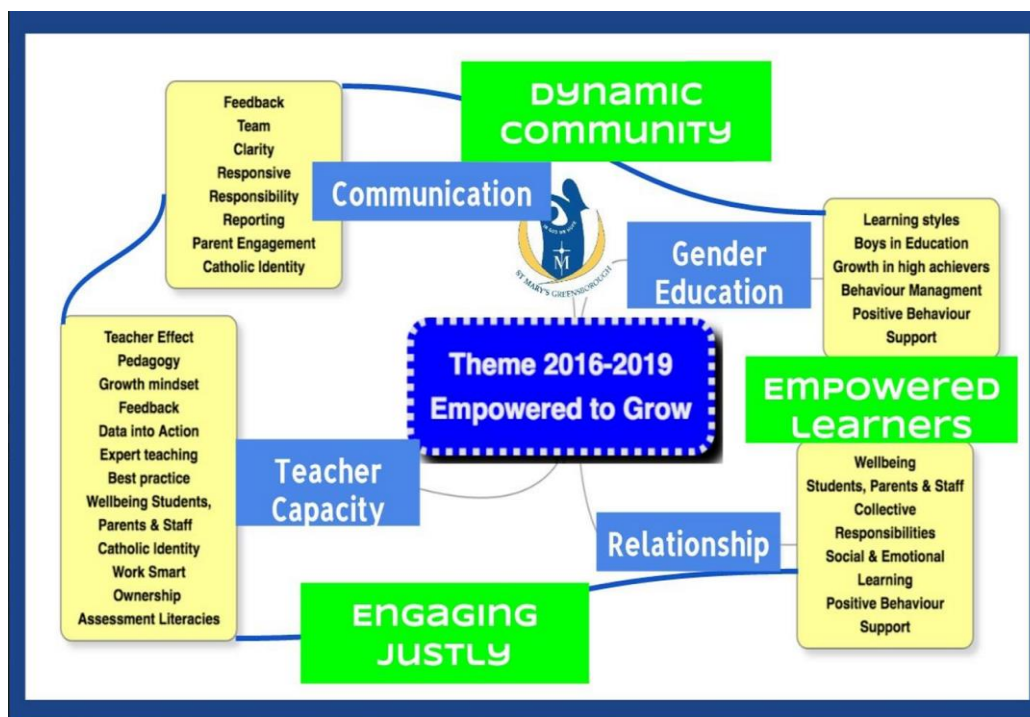 DYNAMIC
COMMUNITY
Feedback
Team
Clarity
Responsive
Responsibility
Reporting
Parent Engagement
Catholic Identity
Communication
ST MARY'S GREENSBOROUGH
M
Gender
Education
Learning styles
Boys in Education
Growth in high achievers
Behaviour Managment
Positive Behaviour
Support
Theme 2016-2019
Empowered to Grow
EMPOWERED
LEARNERS
Teacher Effect
Pedagogy
Growth mindset
Feedback
Data into Action
Expert teaching
Best practice
Wellbeing Students,
Parents & Staff
Catholic Identity
Work Smart
Ownership
Assessment Literacies
Teacher
Capacity
Relationship
Wellbeing
Students, Parents & Staff
Collective
Responsibilities
Social & Emotional
Learning
Positive Behaviour
Support
ENGAGING
JUSTLY